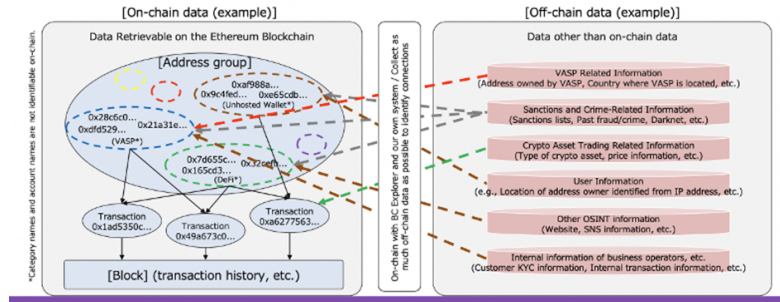 [On-chain data (example)]
Data Retrievable on the Ethereum Blockchain
[Address group]
0xaf988a...
0x9c4fed...
0xe65cdb...
(Unhosted Wallet*)
0x28c6c0...
0xdfd529...
0x21a31e...
(VASP*)
0x7d655c...
0x165cd3...
0x32cefb...
(DeFi*)
Transaction
0x1ad5350c...
Transaction
0x49a673c0...
Transaction
0xa6277563...
[Block] (transaction history, etc.)
*Category names and account names are not identifiable on-chain.
On-chain with BC Explorer and our own system / Collect as
much off-chain data as possible to identify connections
[Off-chain data (example)]
Data other than on-chain data
VASP Related Information
(Address owned by VASP, Country where VASP is located, etc.)
Sanctions and Crime-Related Information
(Sanctions lists, Past fraud/crime, Darknet, etc.)
Crypto Asset Trading Related Information
(Type of crypto asset, price information, etc.)
User Information
(e.g., Location of address owner identified from IP address, etc.)
Other OSINT information
(Website, SNS information, etc.)
Internal information of business operators, etc.
(Customer KYC information, Internal transaction information, etc.)